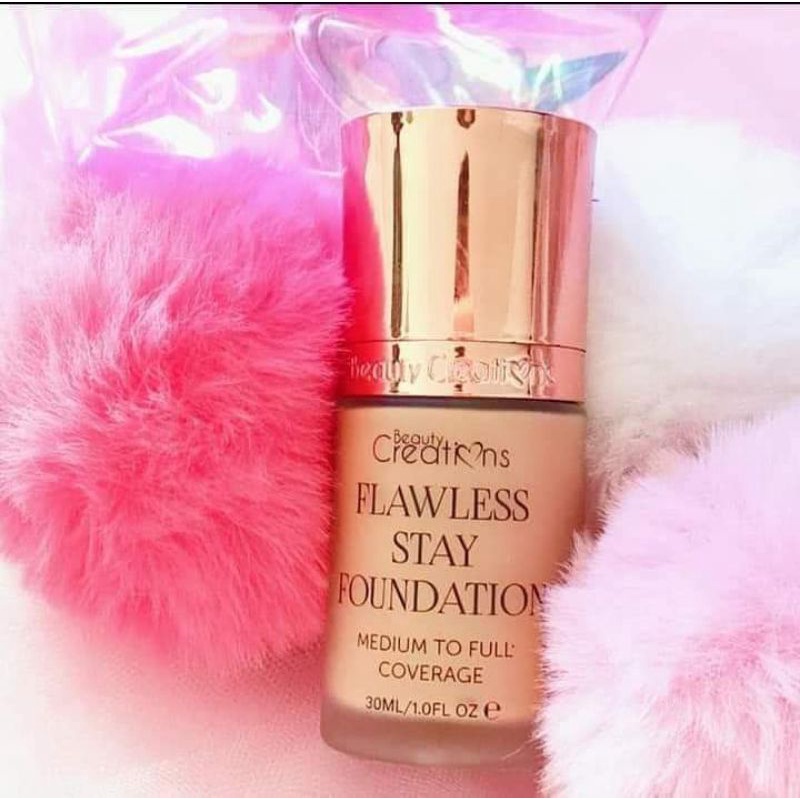 Beauty Creations
Beauty
Creations
FLAWLESS
STAY
FOUNDATION
MEDIUM TO FULL
COVERAGE
30ML/1.0FL OZ ℮